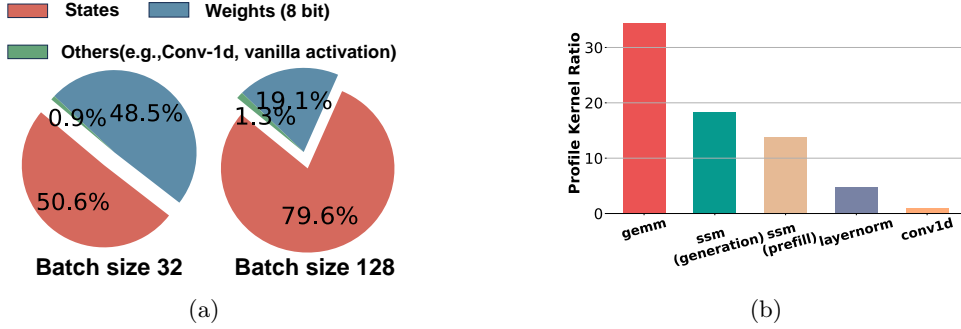 States
Weights (8 bit)
Others(e.g.,Conv-1d, vanilla activation)
0.9%
48.5%
50.6%
Batch size 32
1.3%
19.1%
79.6%
Batch size 128
(a)
Profile Kernel Ratio
30
20
10
0
gemm
ssm
(generation)
ssm
(prefill)
layernorm
conv1d
(b)